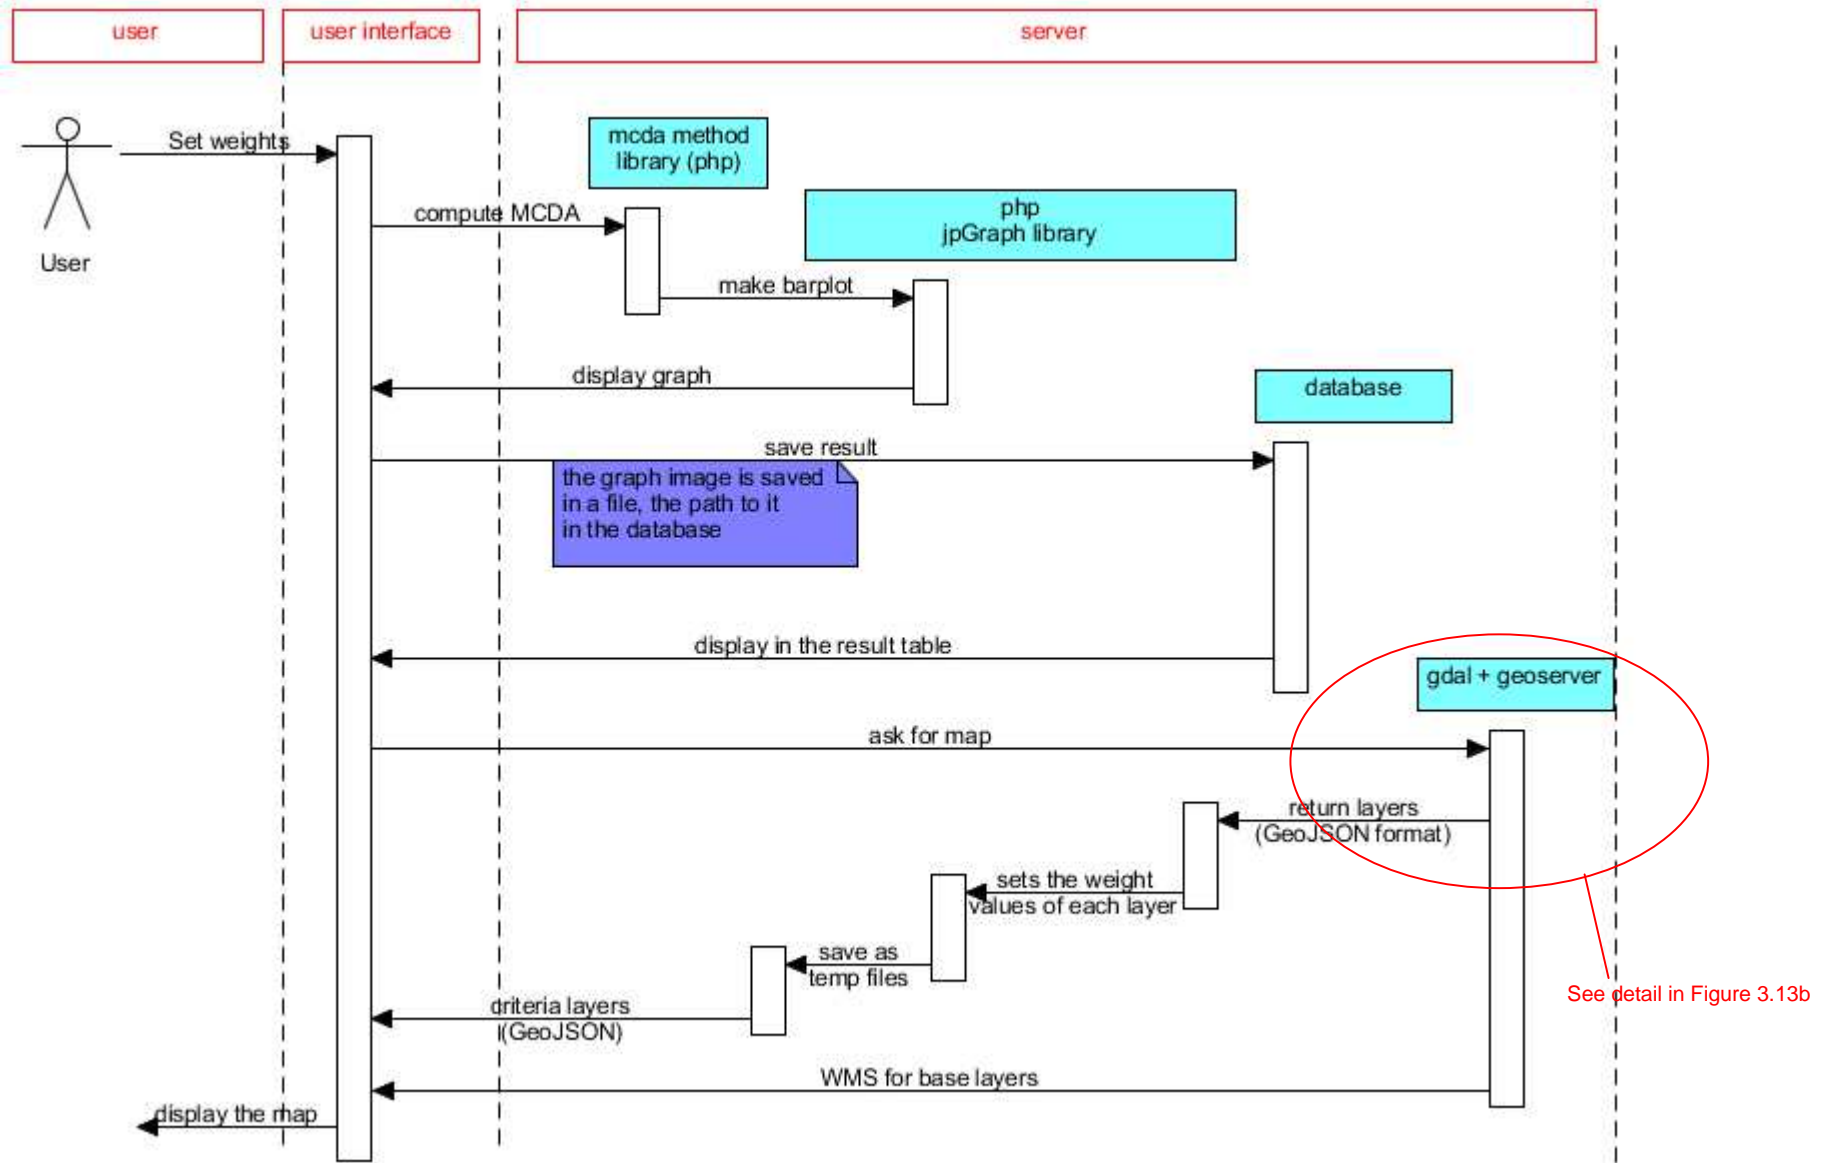 user
user interface
server
Set weights
User
mcda method
library (php)
compute MCDA
php
jpGraph library
make barplot
display graph
database
save result
the graph image is saved
in a file, the path to it
in the database
display in the result table
gdal + geoserver
ask for map
return layers
(GeoJSON format)
sets the weight
values of each layer
save as
temp files
See detail in Figure 3.13b
criteria layers
(GeoJSON)
WMS for base layers
display the map